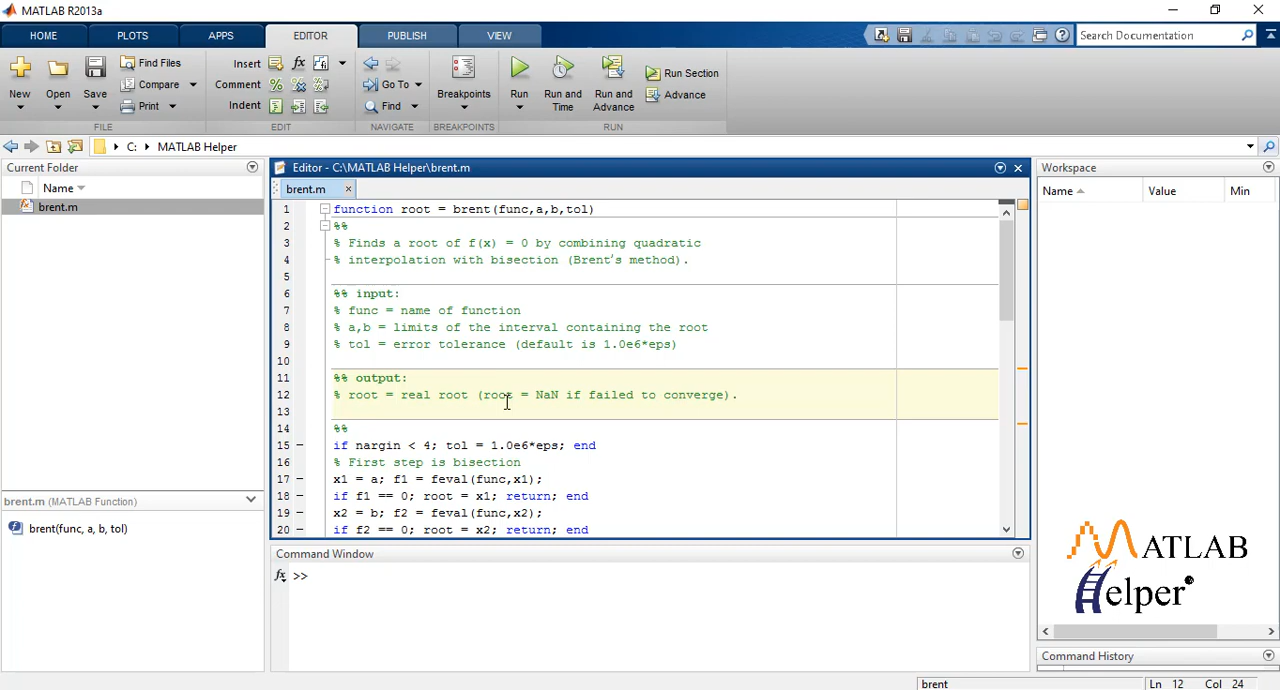 MATLAB R2013a
HOME PLOTS APPS EDITOR PUBLISH VIEW
Search Documentation
New
Open
Save
Find Files
Compare
Print
FILE
Insert
Comment
Indent
EDIT
Go To
Find
NAVIGATE
Breakpoints
BREAKPOINTS
Run
Run and Time
Run and Advance
Run Section
Advance
RUN
C: MATLAB Helper
Current Folder
Name
brent.m
brent.m (MATLAB Function)
brent(func, a, b, tol)
Editor - C:\MATLAB Helper\brent.m
brent.m ×
1 function root = brent(func,a,b,tol)
2 %%
3 % Finds a root of f(x) = 0 by combining quadratic
4 % interpolation with bisection (Brent's method).
5
6 %% input:
7 % func = name of function
8 % a,b = limits of the interval containing the root
9 % tol = error tolerance (default is 1.0e6*eps)
10
11 %% output:
12 % root = real root (root = NaN if failed to converge).
13
14 %%
15 if nargin < 4; tol = 1.0e6*eps; end
16 % First step is bisection
17 x1 = a; f1 = feval(func,x1);
18 if f1 == 0; root = x1; return; end
19 x2 = b; f2 = feval(func,x2);
20 if f2 == 0; root = x2; return; end
Command Window
fx >>
Workspace
Name Value Min
MATLAB
Helper®
Command History
brent Ln 12 Col 24